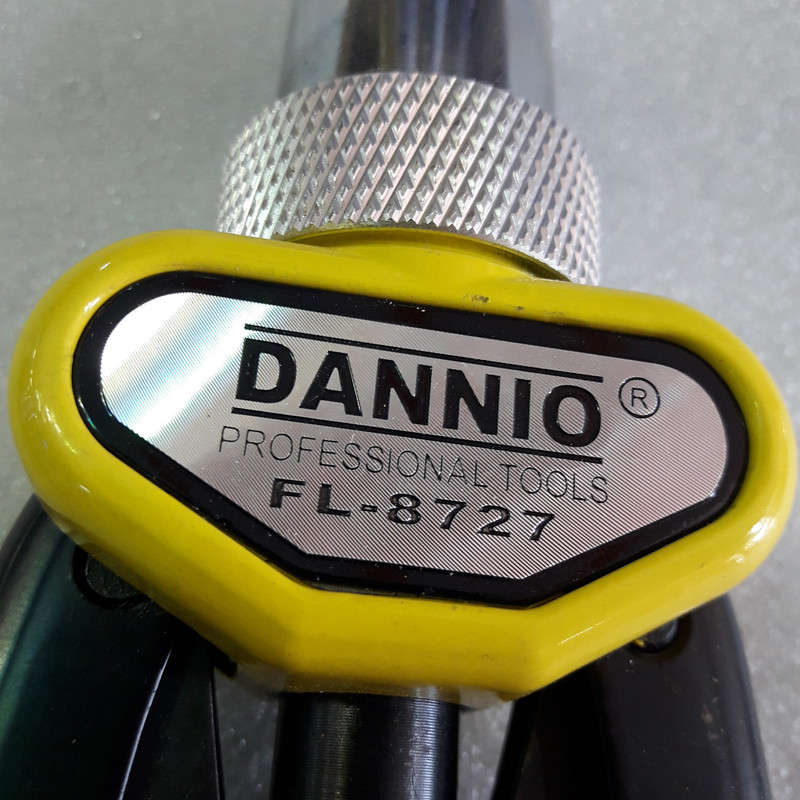 DANNIO ®
PROFESSIONAL TOOLS
FL-8727